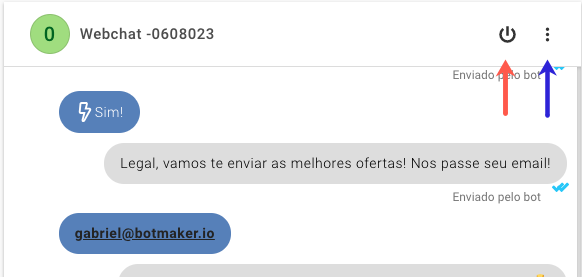 0 Webchat -0608023
Enviado pelo bot
Sim!
Legal, vamos te enviar as melhores ofertas! Nos passe seu email!
Enviado pelo bot
gabriel@botmaker.io